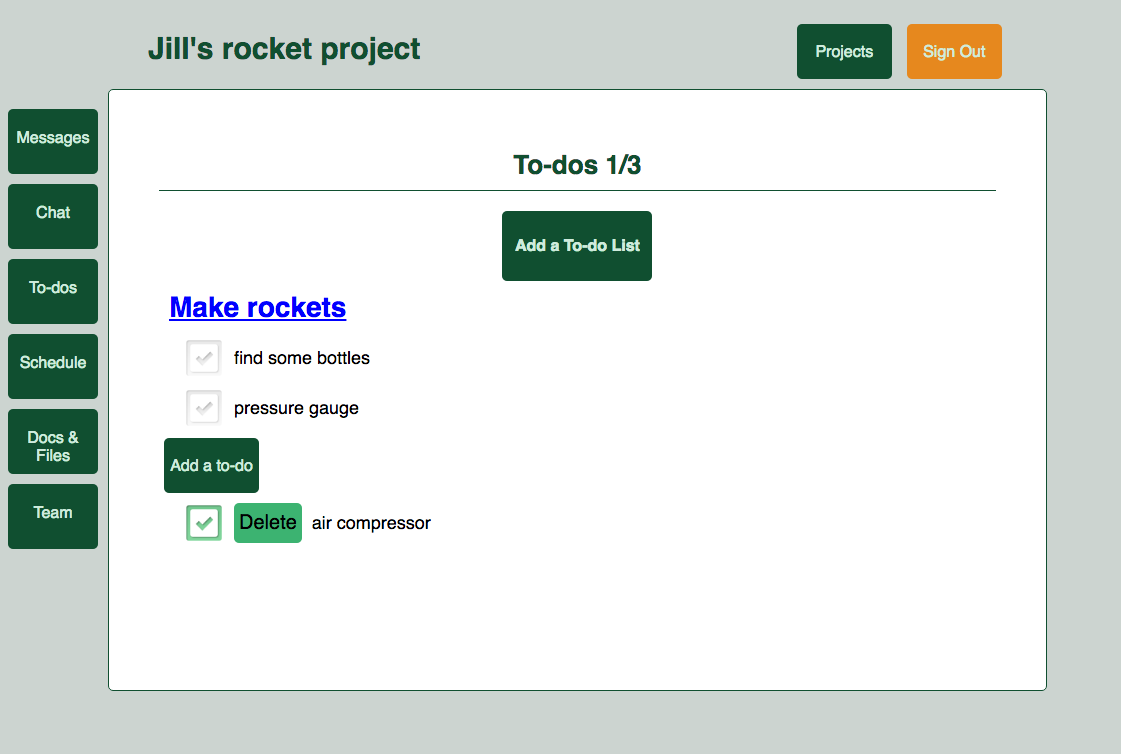 Jill's rocket project
Projects
Sign Out
Messages
Chat
To-dos
Schedule
Docs &
Files
Team
To-dos 1/3
Add a To-do List
Make rockets
find some bottles
pressure gauge
Add a to-do
Delete air compressor